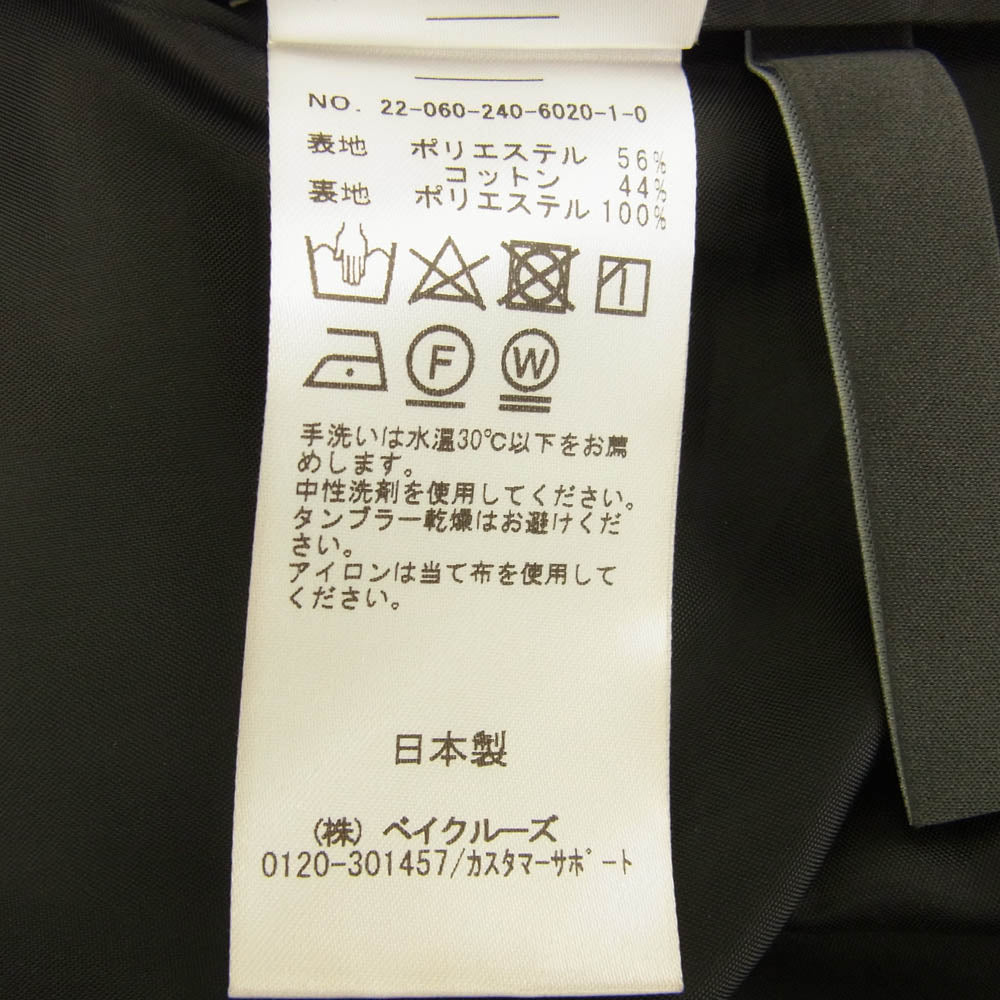 NO. 22-060-240-6020-1-0
表地 ポリエステル 56%
コットン 44%
裏地 ポリエステル 100%
F W
手洗いは水温30℃以下をお薦
めします。
中性洗剤を使用してください。
タンブラー乾燥はお避けくだ
さい。
アイロンは当て布を使用して
ください。
日本製
(株) ベイクルーズ
0120-301457/カスタマーサポート